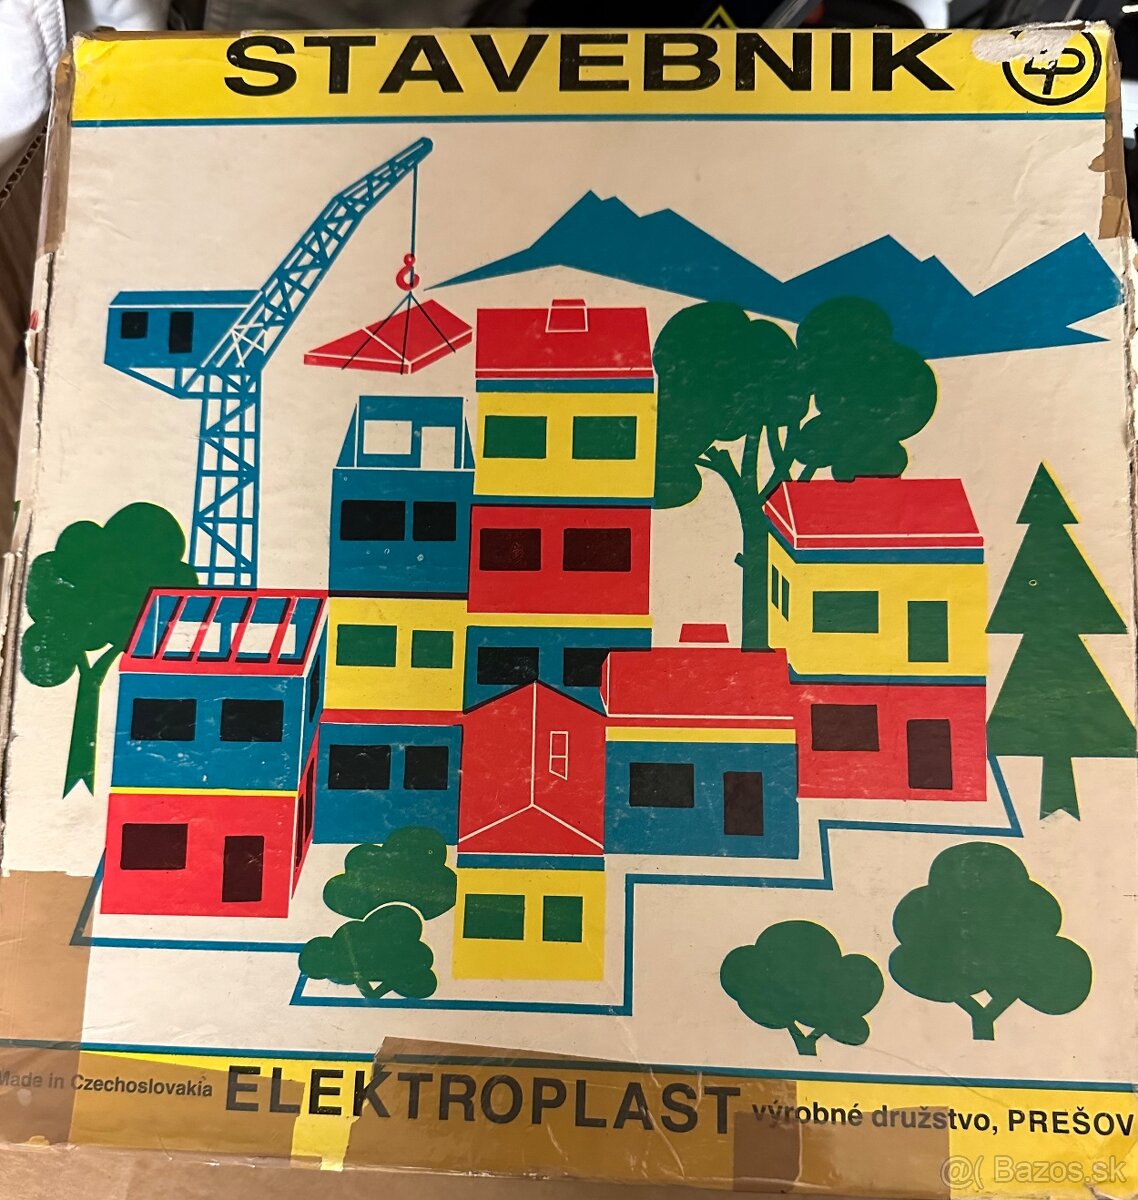 STAVEBNIK
Made in Czechoslovakia ELEKTROPLAST výrobné družstvo, PREŠOV
@( Bazos.sk